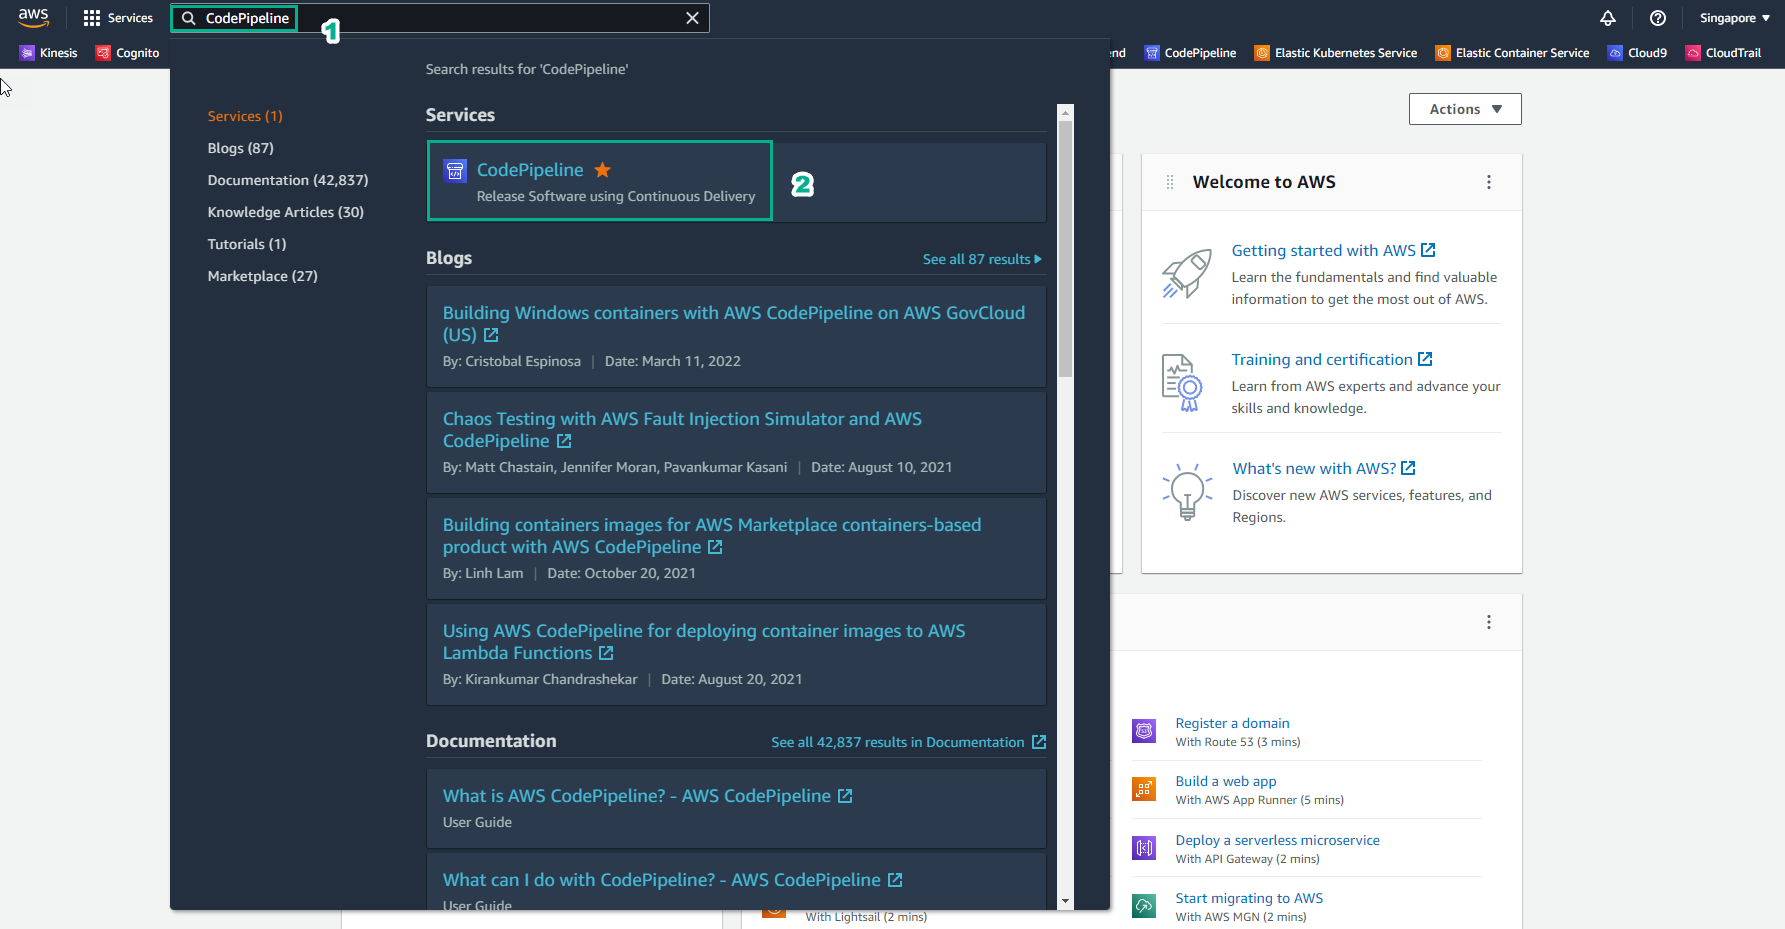 aws
Services
CodePipeline
1
Singapore
Kinesis
Cognito
nd
CodePipeline
Elastic Kubernetes Service
Elastic Container Service
Cloud9
CloudTrail
Search results for 'CodePipeline'
Services (1)
Blogs (87)
Documentation (42,837)
Knowledge Articles (30)
Tutorials (1)
Marketplace (27)
Services
CodePipeline
Release Software using Continuous Delivery
2
Blogs
See all 87 results
Building Windows containers with AWS CodePipeline on AWS GovCloud
(US)
By: Cristobal Espinosa | Date: March 11, 2022
Chaos Testing with AWS Fault Injection Simulator and AWS
CodePipeline
By: Matt Chastain, Jennifer Moran, Pavankumar Kasani | Date: August 10, 2021
Building containers images for AWS Marketplace containers-based
product with AWS CodePipeline
By: Linh Lam | Date: October 20, 2021
Using AWS CodePipeline for deploying container images to AWS
Lambda Functions
By: Kirankumar Chandrashekar | Date: August 20, 2021
Documentation
See all 42,837 results in Documentation
What is AWS CodePipeline? - AWS CodePipeline
User Guide
What can I do with CodePipeline? - AWS CodePipeline
User Guide
Actions
Welcome to AWS
Getting started with AWS
Learn the fundamentals and find valuable
information to get the most out of AWS.
Training and certification
Learn from AWS experts and advance your
skills and knowledge.
What's new with AWS?
Discover new AWS services, features, and
Regions.
Register a domain
With Route 53 (3 mins)
Build a web app
With AWS App Runner (5 mins)
Deploy a serverless microservice
With API Gateway (2 mins)
Start migrating to AWS
With AWS MGN (2 mins)
With Lightsail (2 mins)